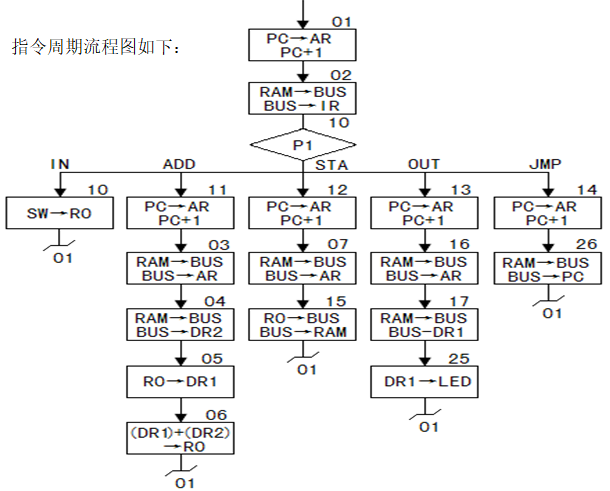 指令周期流程图如下：
01
PC→AR
PC+1
02
RAM→BUS
BUS→IR
10
P1
IN
ADD
STA
OUT
JMP
10
SW→R0
01
11
PC→AR
PC+1
03
RAM→BUS
BUS→AR
04
RAM→BUS
BUS→DR2
05
R0→DR1
06
(DR1)+(DR2)
→R0
01
12
PC→AR
PC+1
07
RAM→BUS
BUS→AR
15
R0→BUS
BUS→RAM
01
13
PC→AR
PC+1
16
RAM→BUS
BUS→AR
17
RAM→BUS
BUS-DR1
25
DR1→LED
01
14
PC→AR
PC+1
26
RAM→BUS
BUS→PC
01